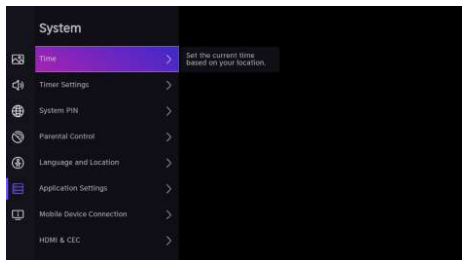 System
Time
Set the current time
based on your location.
Timer Settings
System PIN
Parental Control
Language and Location
Application Settings
Mobile Device Connection
HDMI & CEC